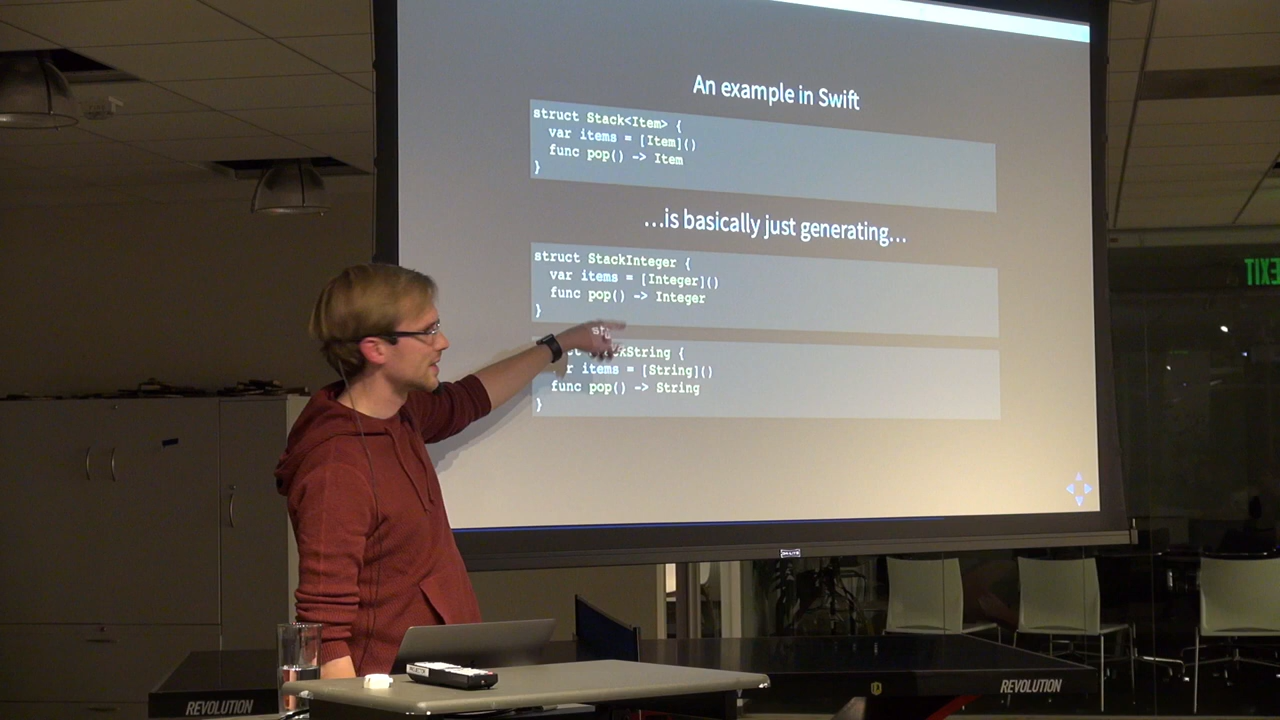 An example in Swift
struct Stack<Item> {
var items = [Item]()
func pop() -> Item
}
...is basically just generating...
struct StackInteger {
var items = [Integer]()
func pop() -> Integer
}
items = [String]()
func pop() -> String
}
EXIT
PROJECTOR
REVOLUTION
REVOLUTION